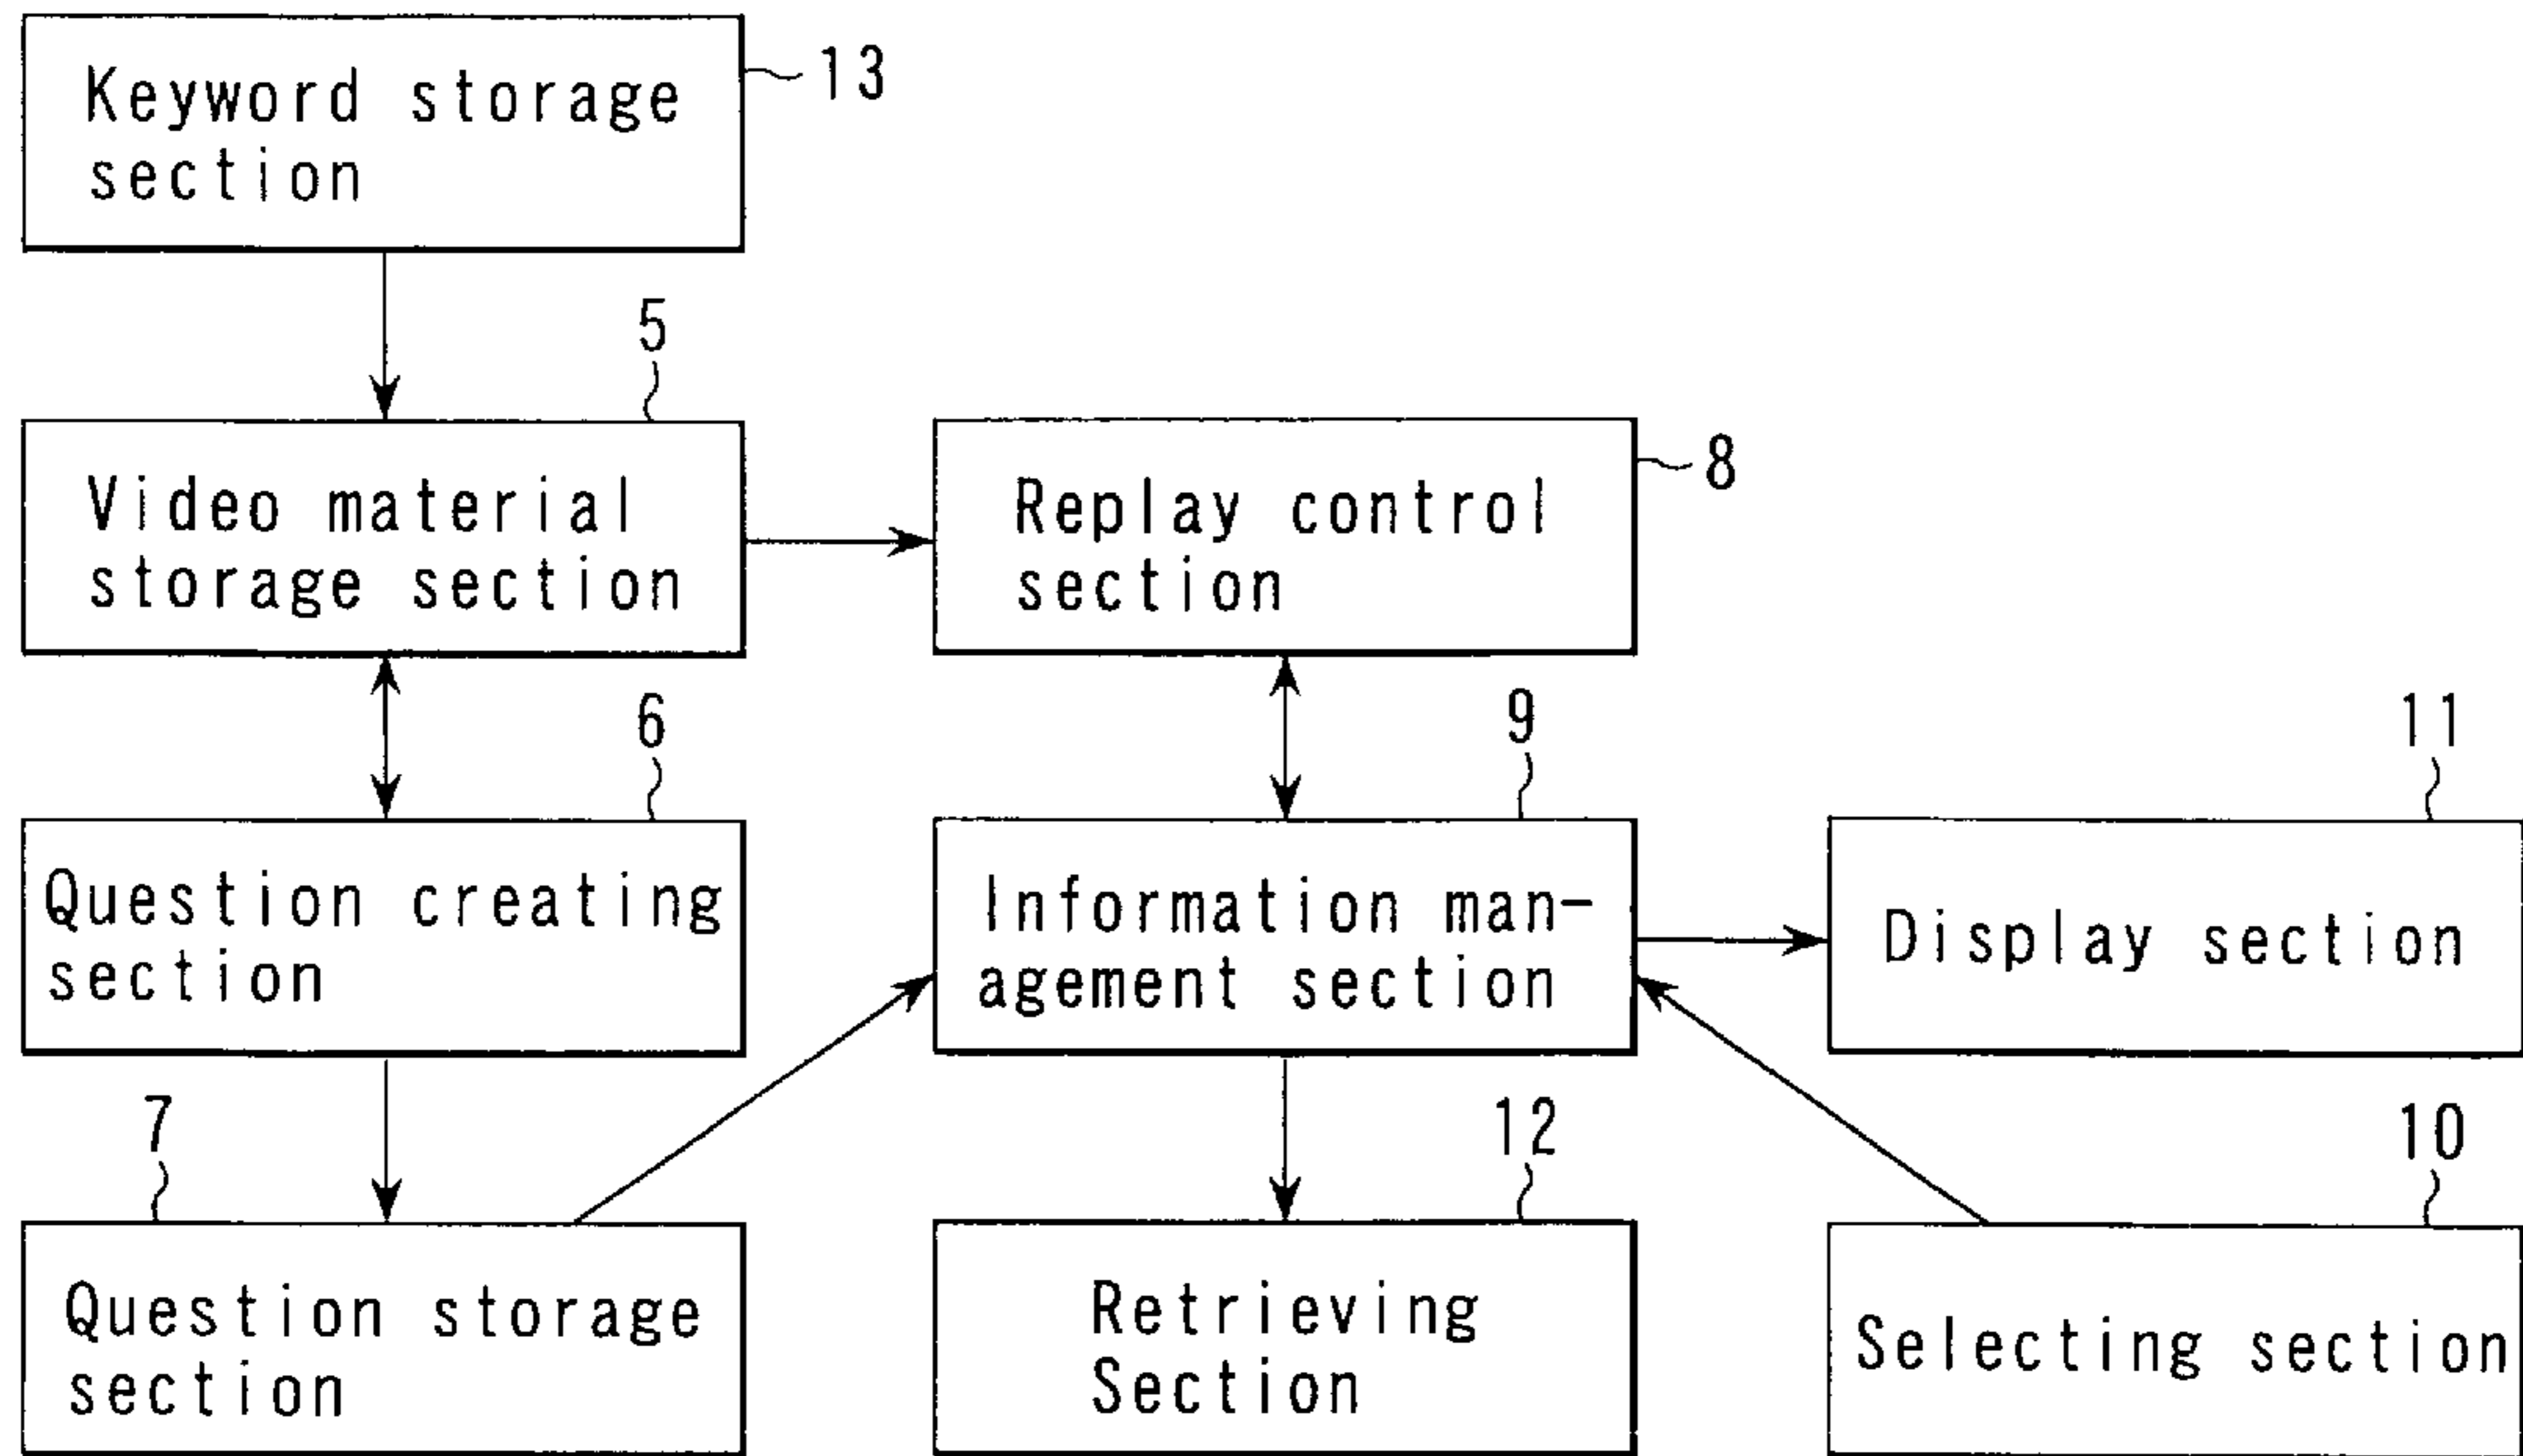 Keyword storage
section
13
5
Video material
storage section
Replay control
section
8
6
9
11
Question creating
section
Information man-
agement section
Display section
7
12
10
Question storage
section
Retrieving
Section
Selecting section